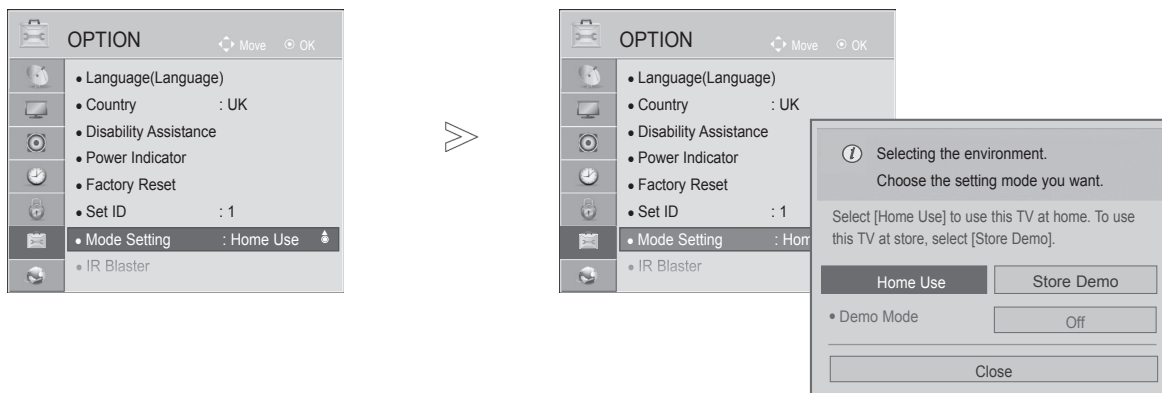 OPTION
Move OK
• Language(Language)
• Country : UK
• Disability Assistance
• Power Indicator
• Factory Reset
• Set ID : 1
• Mode Setting : Home Use
• IR Blaster
OPTION
Move OK
• Language(Language)
• Country : UK
• Disability Assistance
• Power Indicator
• Factory Reset
• Set ID : 1
• Mode Setting : Hom
• IR Blaster
i Selecting the environment.
Choose the setting mode you want.
Select [Home Use] to use this TV at home. To use
this TV at store, select [Store Demo].
Home Use Store Demo
• Demo Mode Off
Close